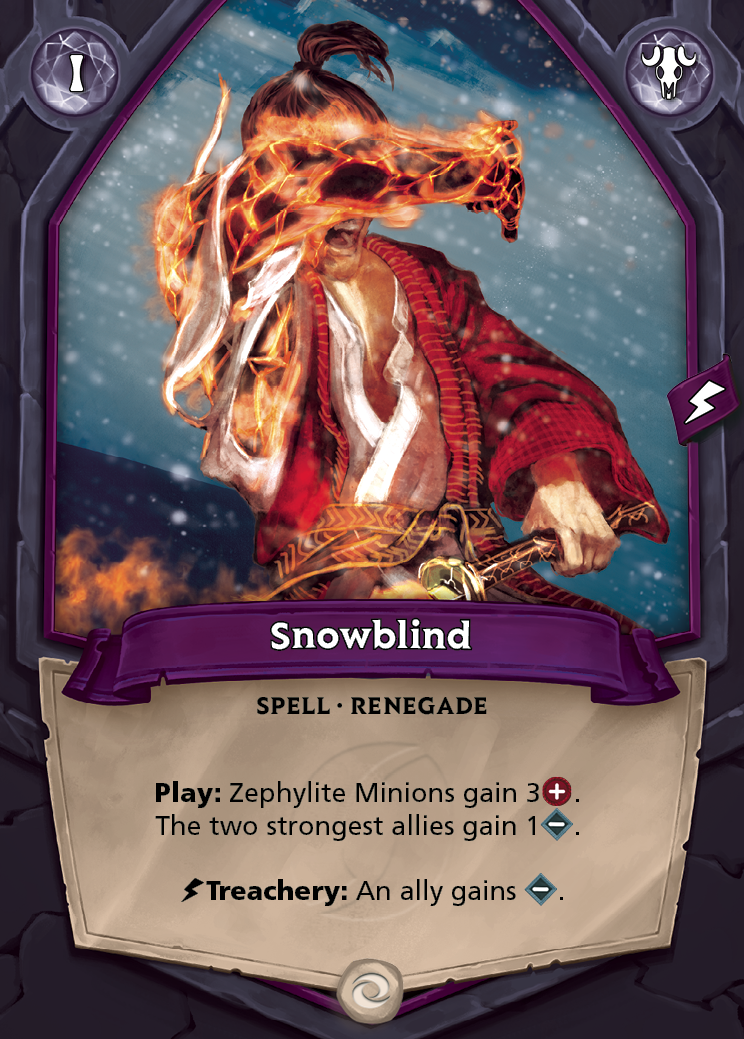 I
Snowblind
SPELL · RENEGADE
Play: Zephylite Minions gain 3+.
The two strongest allies gain 1−.
Treachery: An ally gains −.